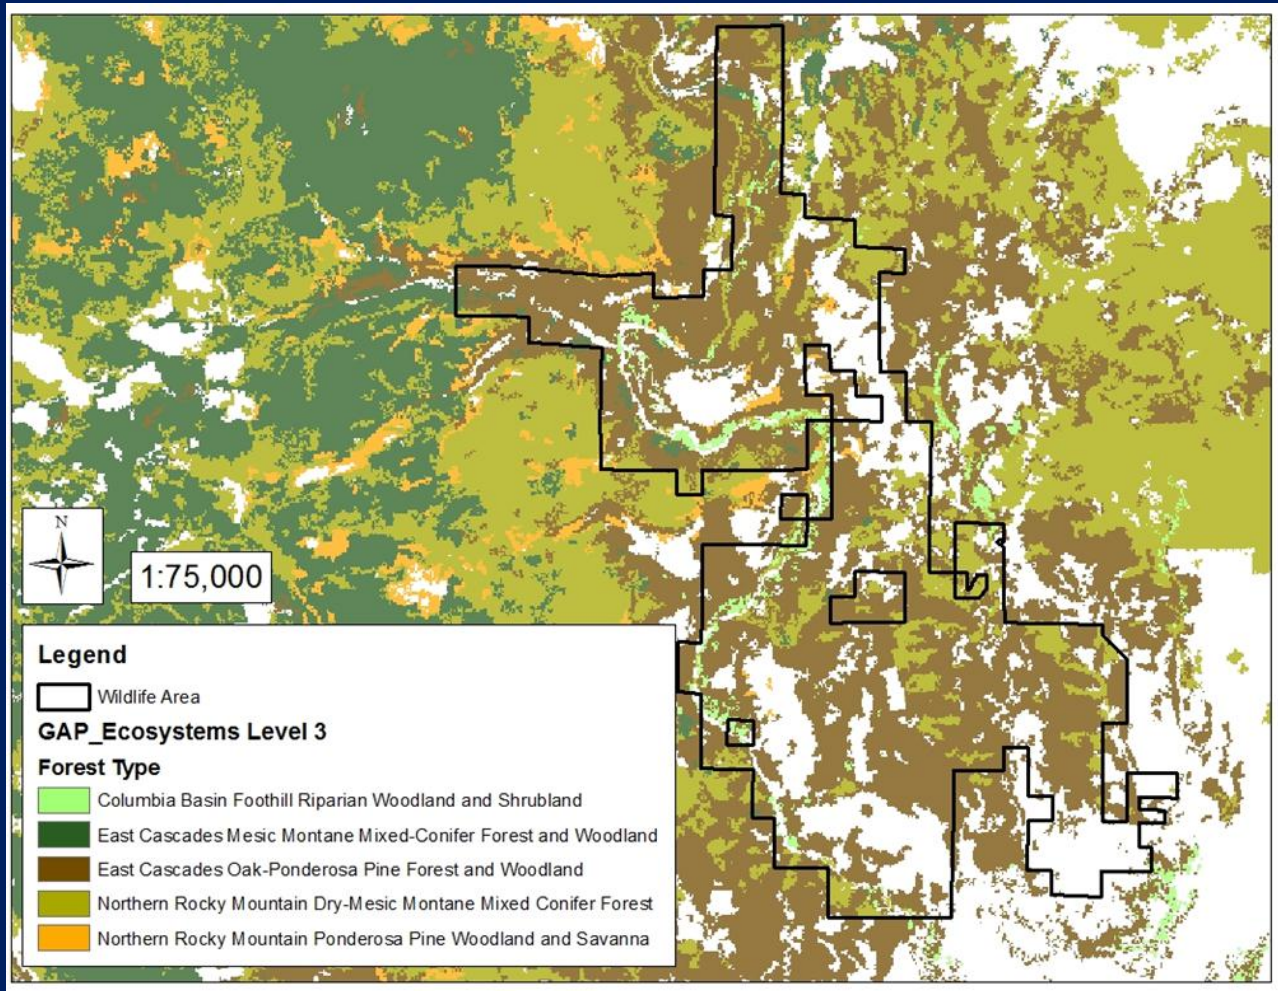 N
1:75,000
Legend
Wildlife Area
GAP_Ecosystems Level 3
Forest Type
Columbia Basin Foothill Riparian Woodland and Shrubland
East Cascades Mesic Montane Mixed-Conifer Forest and Woodland
East Cascades Oak-Ponderosa Pine Forest and Woodland
Northern Rocky Mountain Dry-Mesic Montane Mixed Conifer Forest
Northern Rocky Mountain Ponderosa Pine Woodland and Savanna